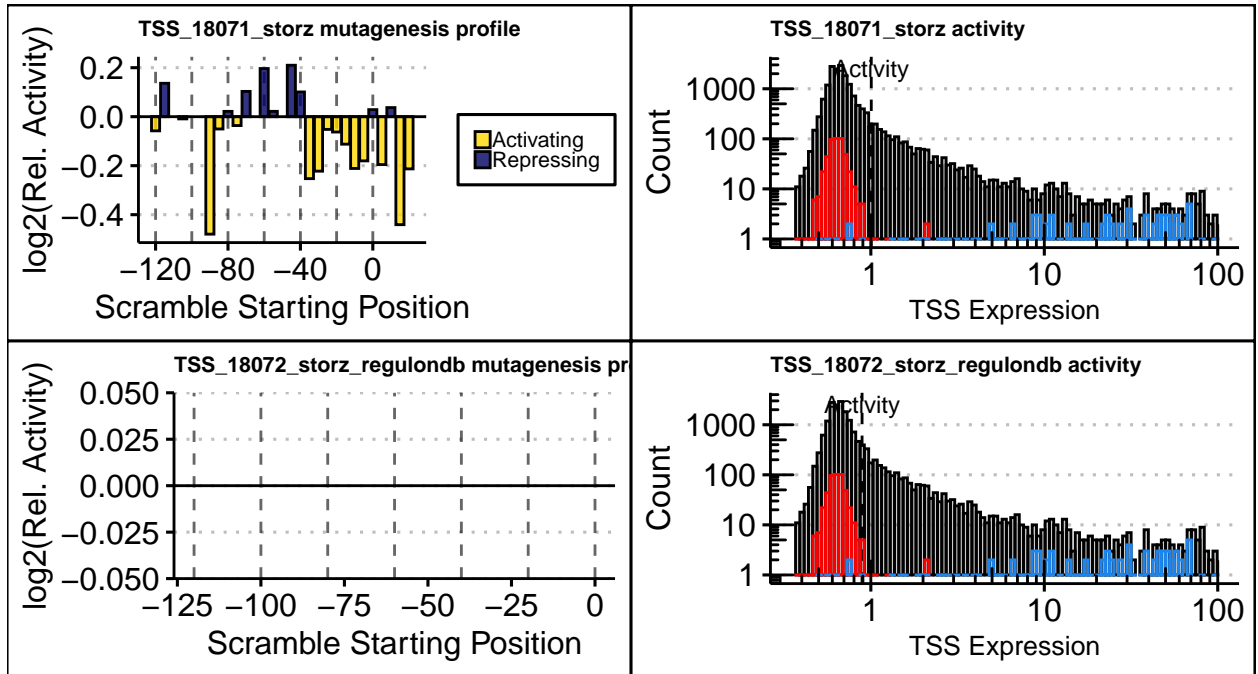 TSS_18071_storz mutagenesis profile
log2(Rel. Activity)
0.2
0.0
−0.2
−0.4
−120 −80 −40 0
Scramble Starting Position
Activating
Repressing
TSS_18071_storz activity
Activity
Count
1000
100
10
1
1 10 100
TSS Expression
TSS_18072_storz_regulondb mutagenesis pr
log2(Rel. Activity)
0.050
0.025
0.000
−0.025
−0.050
−125 −100 −75 −50 −25 0
Scramble Starting Position
TSS_18072_storz_regulondb activity
Activity
Count
1000
100
10
1
1 10 100
TSS Expression